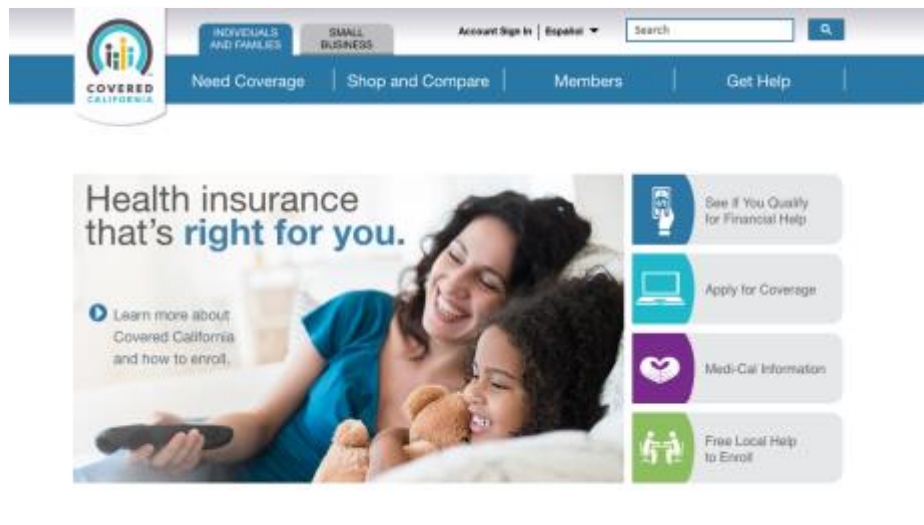 INDIVIDUALS
AND FAMILIES
SMALL
BUSINESS
Account Sign In | Español
Search
COVERED
CALIFORNIA
Need Coverage
Shop and Compare
Members
Get Help
Health insurance
that's right for you.
Learn more about
Covered California
and how to enroll.
See If You Qualify
for Financial Help
Apply for Coverage
Medi-Cal Information
Free Local Help
to Enroll